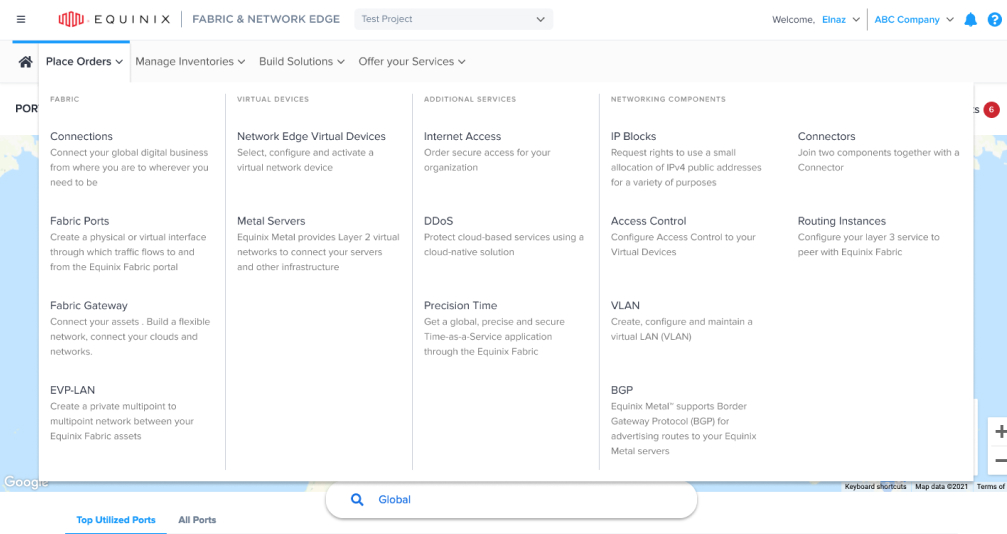 EQUINIX FABRIC & NETWORK EDGE Test Project Welcome, Elnaz ABC Company ?
Place Orders Manage Inventories Build Solutions Offer your Services
POR
6
FABRIC
Connections
Connect your global digital business
from where you are to wherever you
need to be
Fabric Ports
Create a physical or virtual interface
through which traffic flows to and
from the Equinix Fabric portal
Fabric Gateway
Connect your assets . Build a flexible
network, connect your clouds and
networks.
EVP-LAN
Create a private multipoint to
multipoint network between your
Equinix Fabric assets
VIRTUAL DEVICES
Network Edge Virtual Devices
Select, configure and activate a
virtual network device
Metal Servers
Equinix Metal provides Layer 2 virtual
networks to connect your servers
and other infrastructure
ADDITIONAL SERVICES
Internet Access
Order secure access for your
organization
DDoS
Protect cloud-based services using a
cloud-native solution
Precision Time
Get a global, precise and secure
Time-as-a-Service application
through the Equinix Fabric
NETWORKING COMPONENTS
IP Blocks
Request rights to use a small
allocation of IPv4 public addresses
for a variety of purposes
Access Control
Configure Access Control to your
Virtual Devices
VLAN
Create, configure and maintain a
virtual LAN (VLAN)
BGP
Equinix Metal™ supports Border
Gateway Protocol (BGP) for
advertising routes to your Equinix
Metal servers
Connectors
Join two components together with a
Connector
Routing Instances
Configure your layer 3 service to
peer with Equinix Fabric
Google
Keyboard shortcuts Map data ©2021 Terms of
Global
Top Utilized Ports All Ports